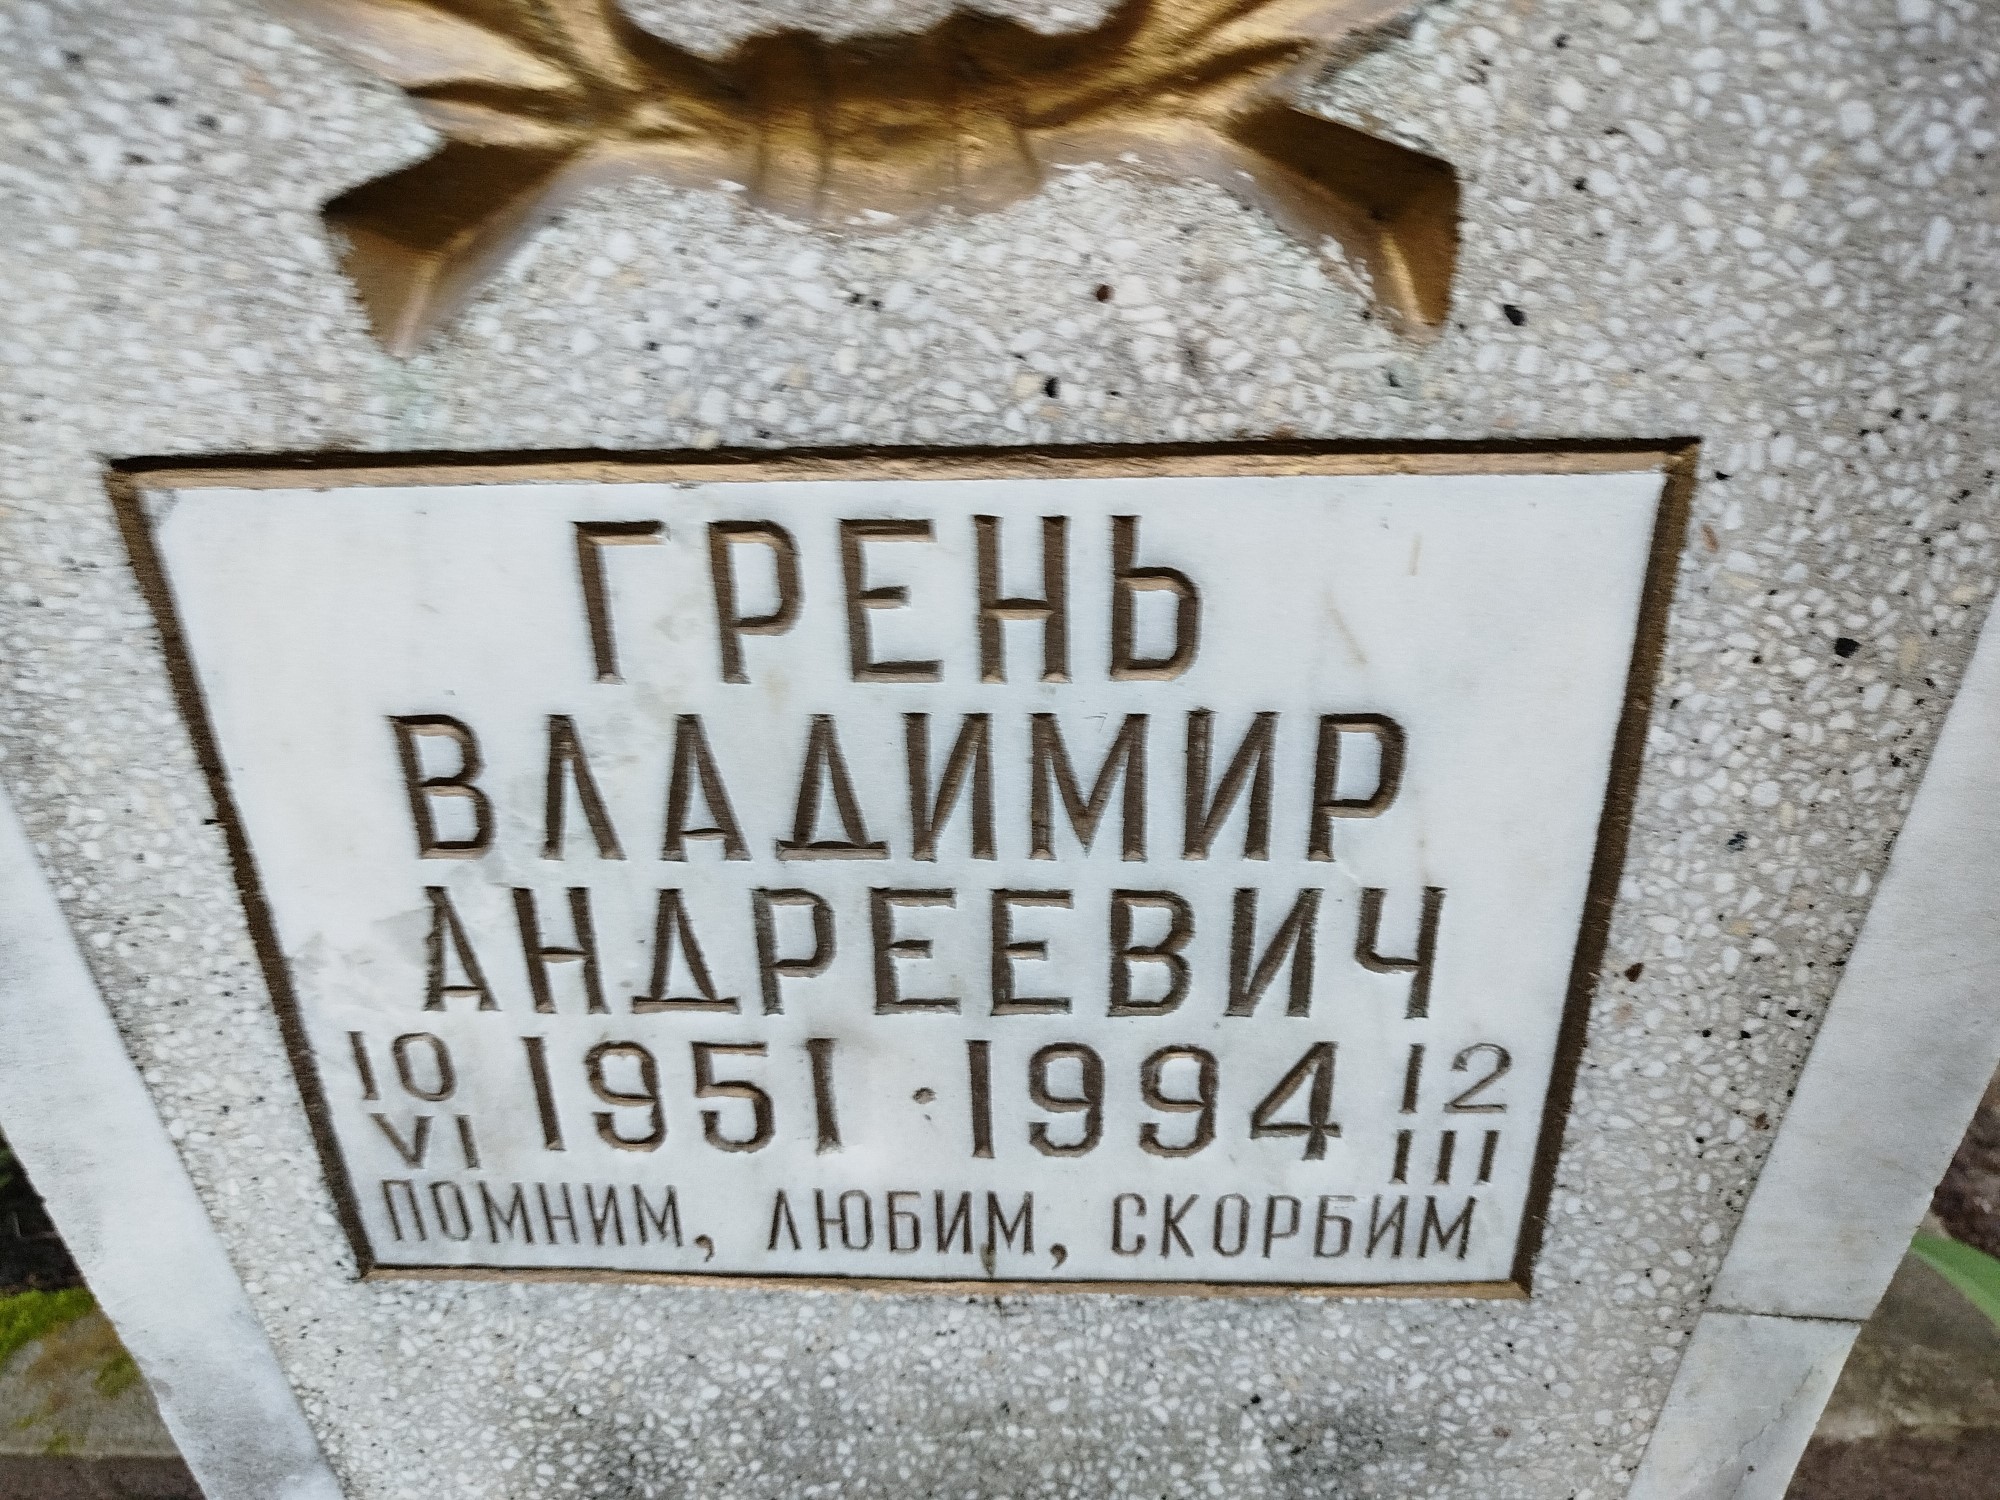 ГРЕНЬ
ВЛАДИМИР
АНДРЕЕВИЧ
10 VI 1951 · 1994 12 III
ПОМНИМ, ЛЮБИМ, СКОРБИМ